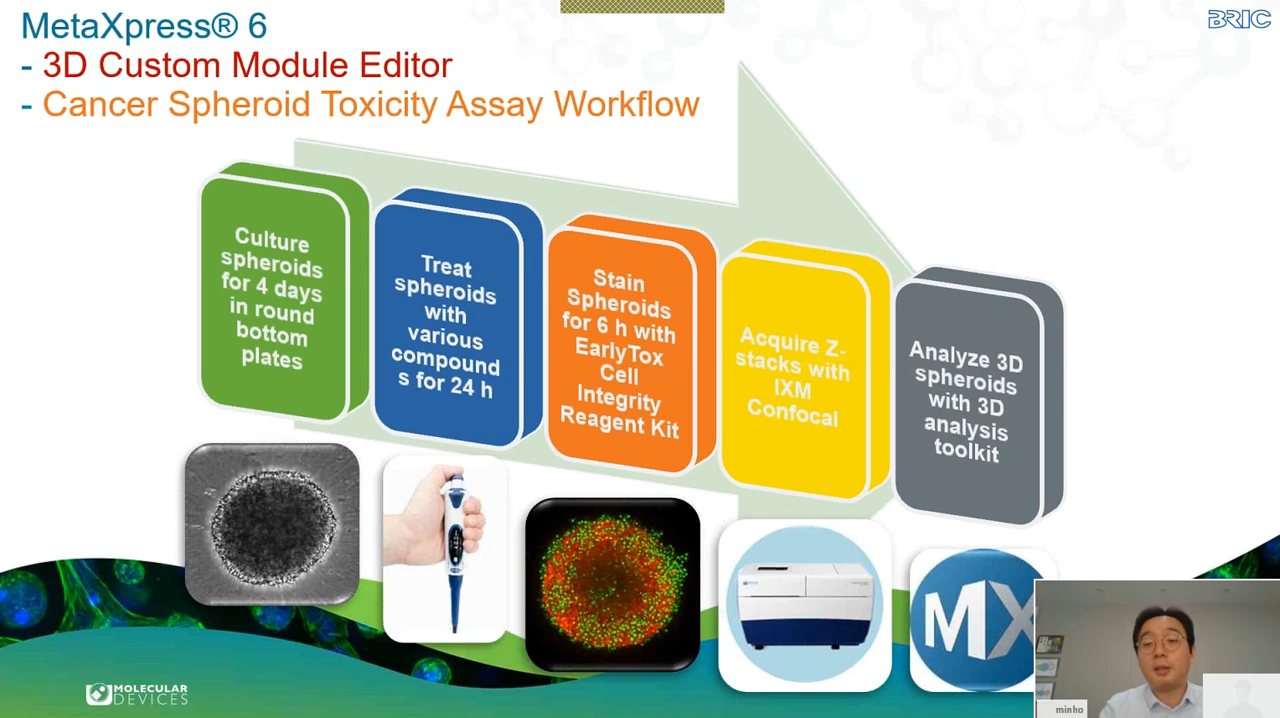 MetaXpress® 6
- 3D Custom Module Editor
- Cancer Spheroid Toxicity Assay Workflow
BRIC
Culture
spheroids
for 4 days
in round
bottom
plates
Treat
spheroids
with
various
compound
s for 24 h
Stain
Spheroids
for 6 h with
EarlyTox
Cell
Integrity
Reagent Kit
Acquire Z-
stacks with
IXM
Confocal
Analyze 3D
spheroids
with 3D
analysis
toolkit
MX
MOLECULAR
DEVICES
minho